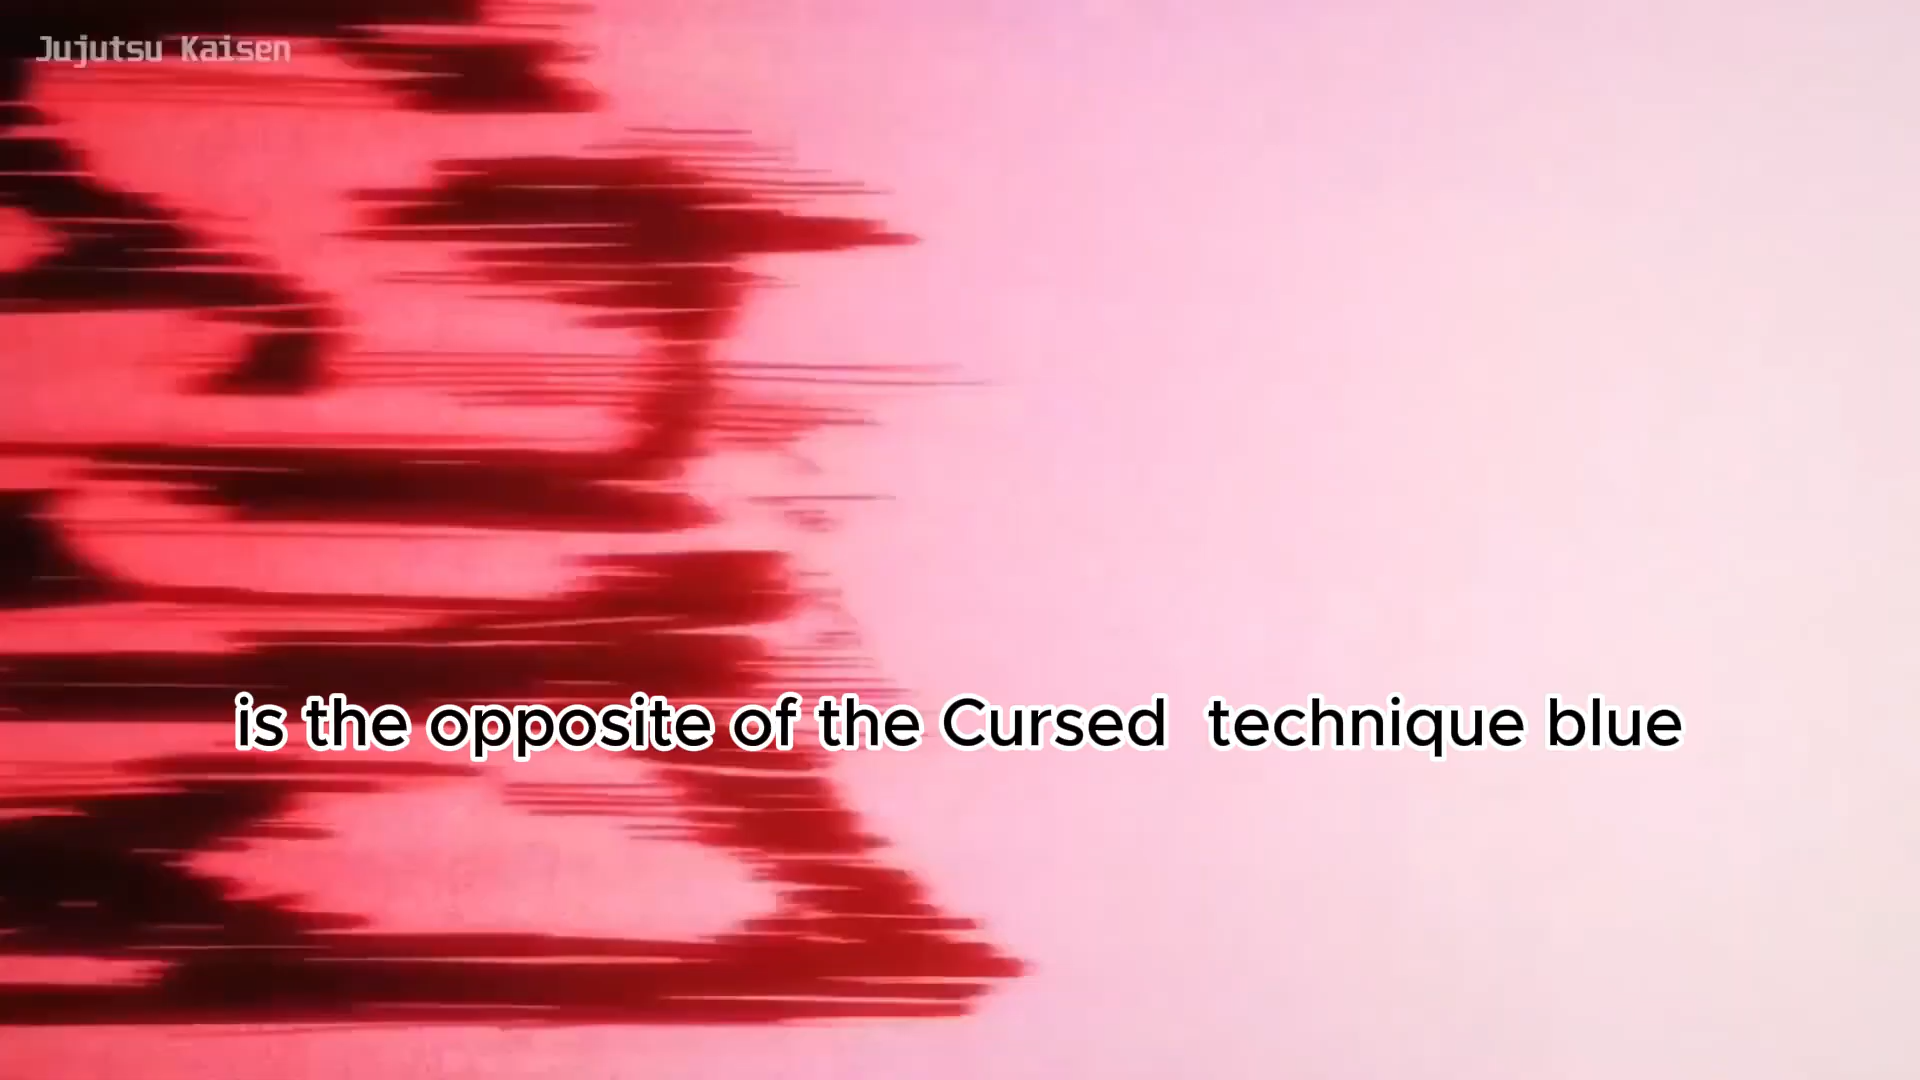 Jujutsu Kaisen
is the opposite of the Cursed  technique blue